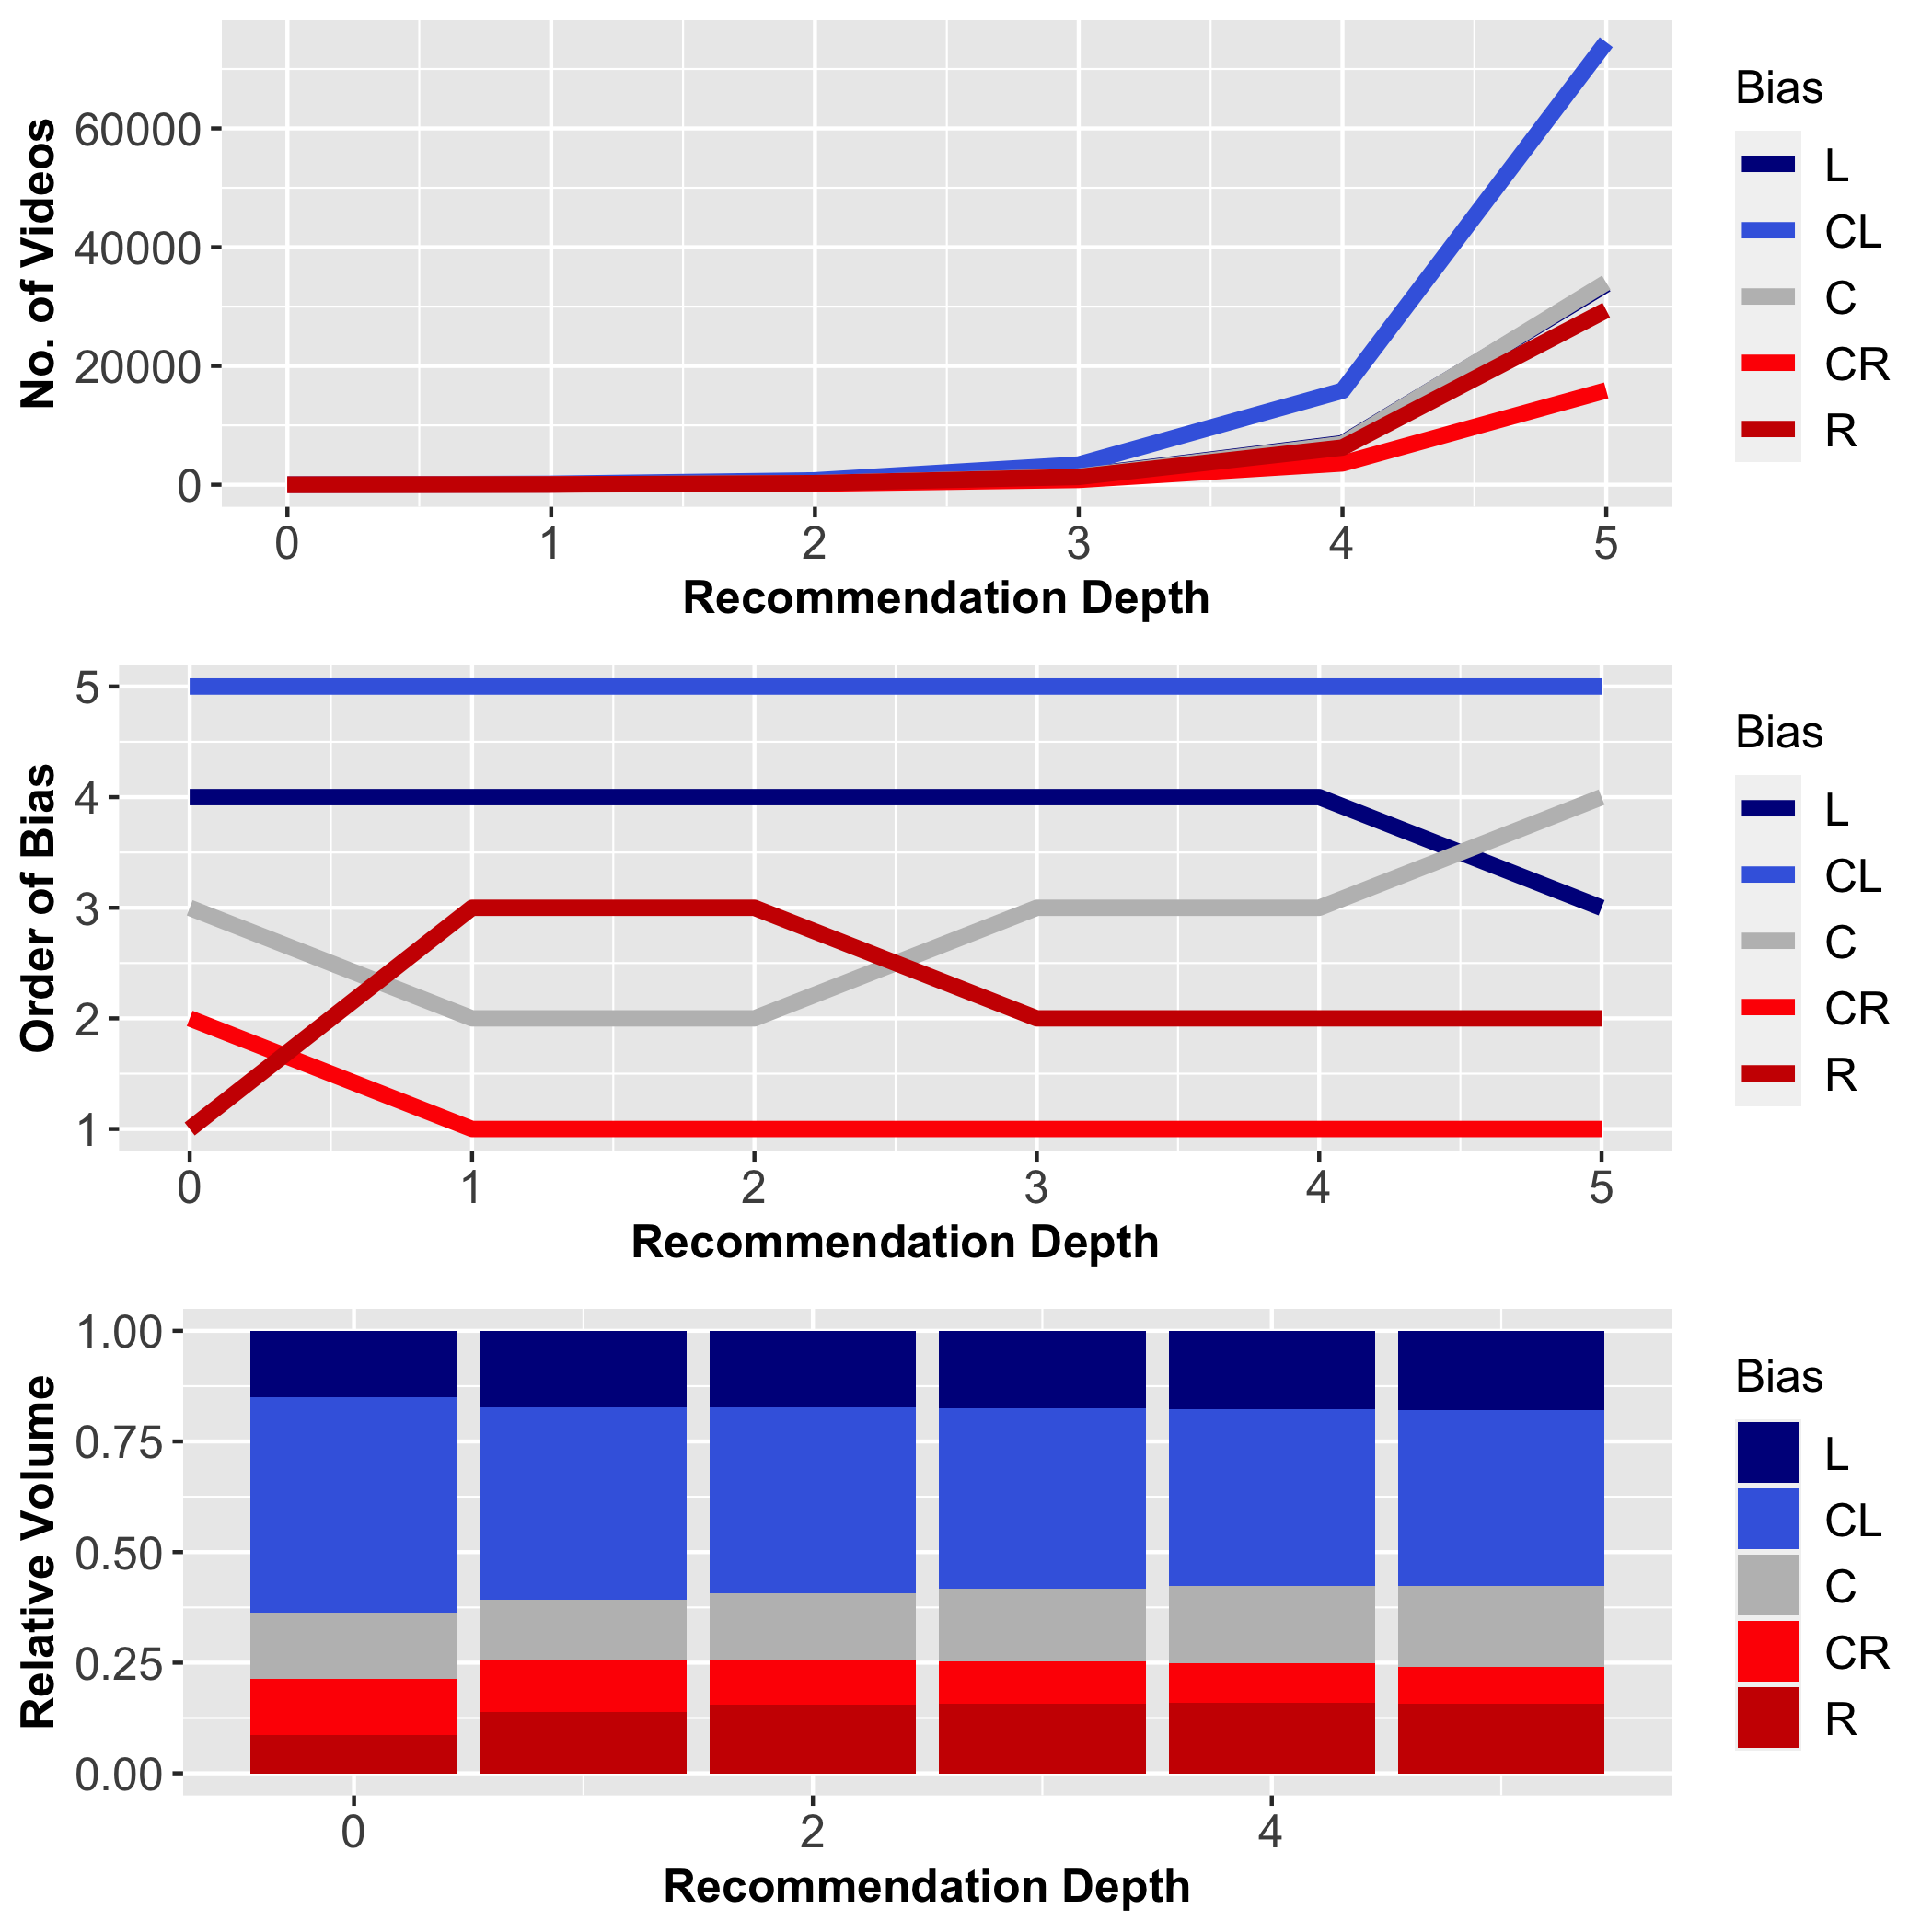 No. of Videos
60000
40000
20000
0
0 1 2 3 4 5
Recommendation Depth
Bias
L
CL
C
CR
R
Order of Bias
5
4
3
2
1
0 1 2 3 4 5
Recommendation Depth
Bias
L
CL
C
CR
R
Relative Volume
1.00
0.75
0.50
0.25
0.00
0 2 4
Recommendation Depth
Bias
L
CL
C
CR
R